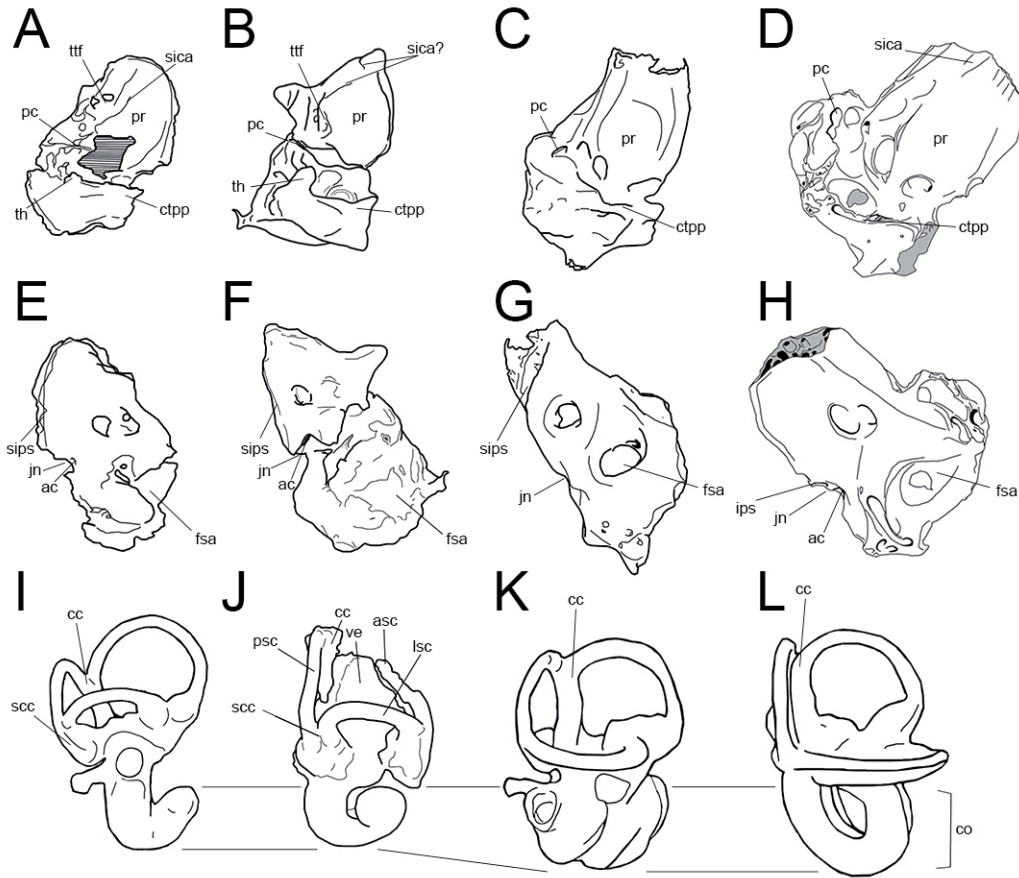 A B C D
ttf sica ttf sica? sica
pc pr pc pr pc pr pc pr
th ctpp th ctpp ctpp ctpp
E F G H
sips jn ac fsa sips jn ac fsa sips jn fsa ips jn ac fsa
I J K L
cc cc ve asc lsc psc cc cc
scc scc
co